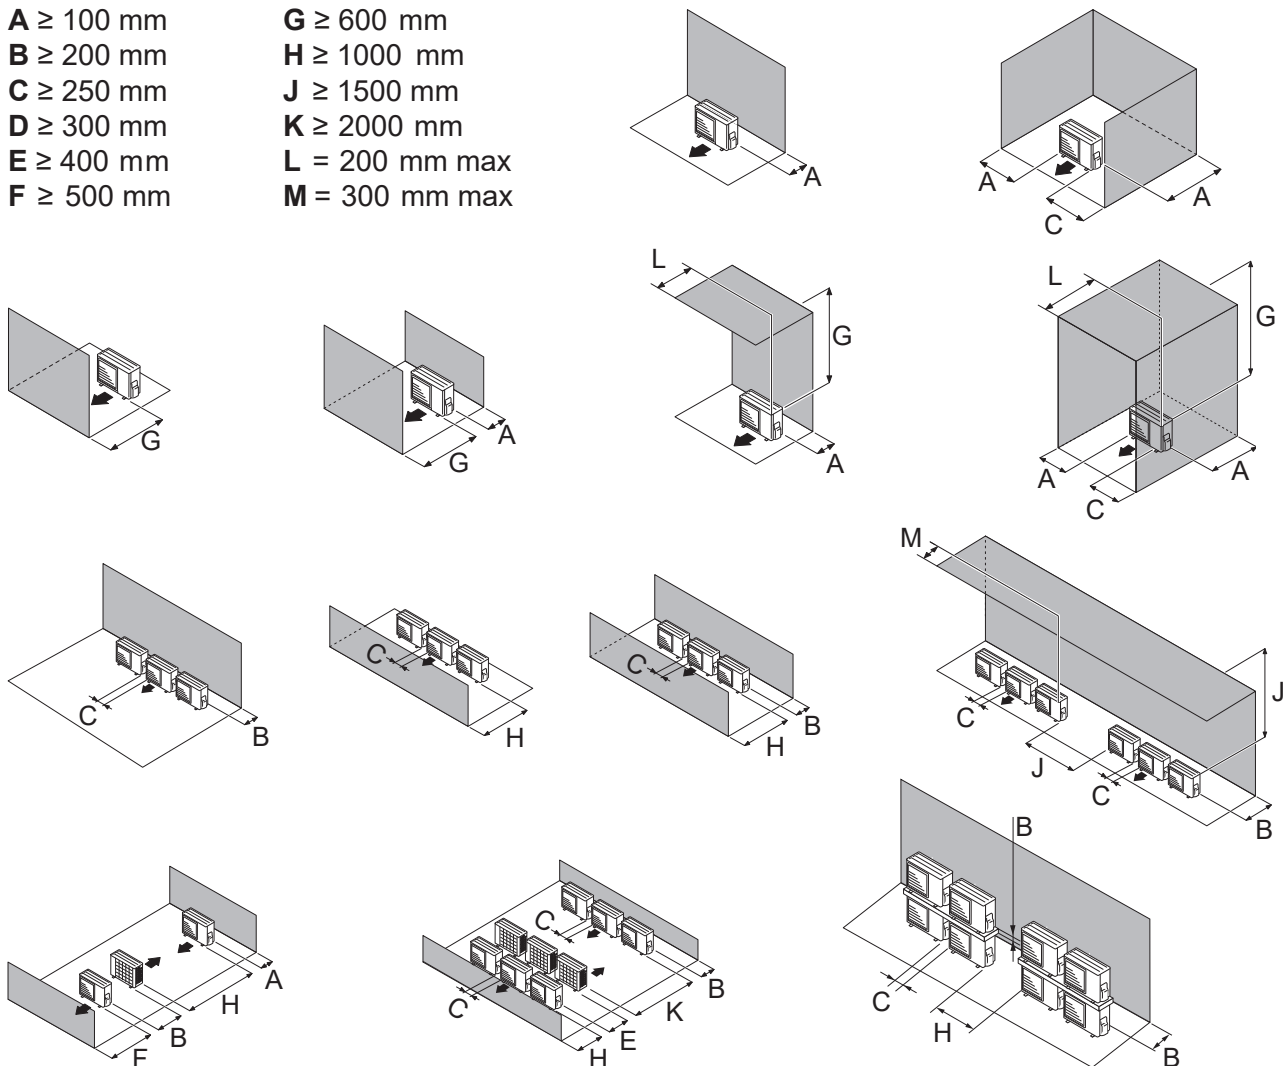 A ≥ 100 mm
B ≥ 200 mm
C ≥ 250 mm
D ≥ 300 mm
E ≥ 400 mm
F ≥ 500 mm
G ≥ 600 mm
H ≥ 1000 mm
J ≥ 1500 mm
K ≥ 2000 mm
L = 200 mm max
M = 300 mm max
A
A
C
A
G
G
A
L
G
A
L
G
A
C
A
C
B
C
H
C
H
B
M
C
J
C
J
B
F
B
H
A
C
C
H
E
K
B
B
C
H
B